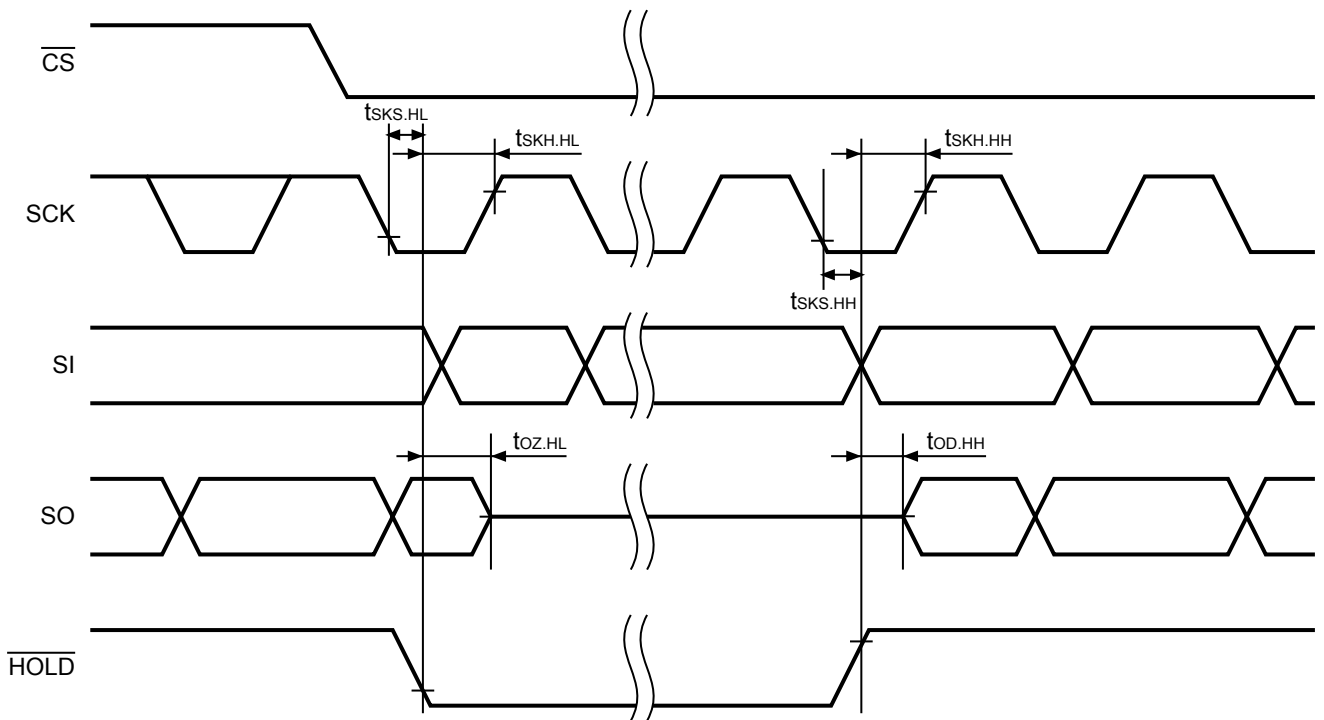 CS
tSKS.HL
tSKH.HL
tSKH.HH
SCK
tSKS.HH
SI
tOZ.HL
tOD.HH
SO
HOLD